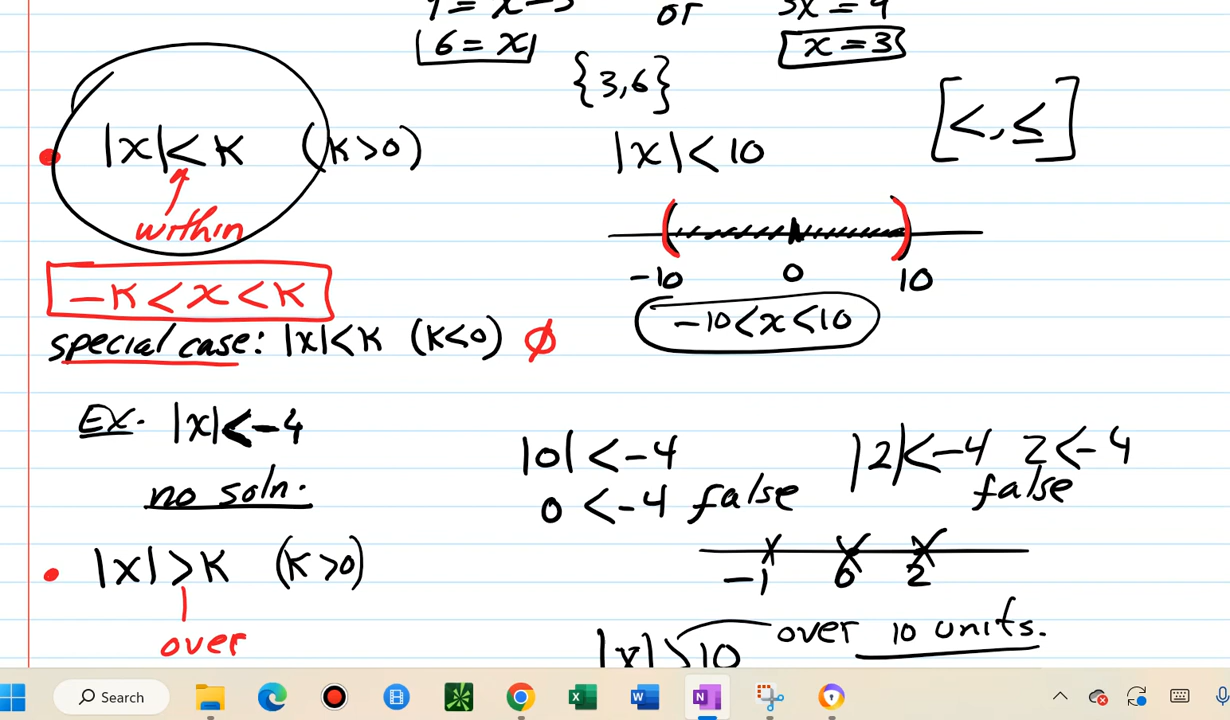 or
6 = x
x = 3
{3,6}
|x| < K (K>0)
within
-K < x < K
special case: |x| < K (K<0) ∅
EX. |x| < -4
no soln.
|x| > K (K>0)
over
[<, ≤]
|x| < 10
-10 0 10
-10 < x < 10
|0| < -4
0 < -4 false
|2| < -4 2 < -4
false
-1 0 2
|x| > 10 over 10 units.
Search